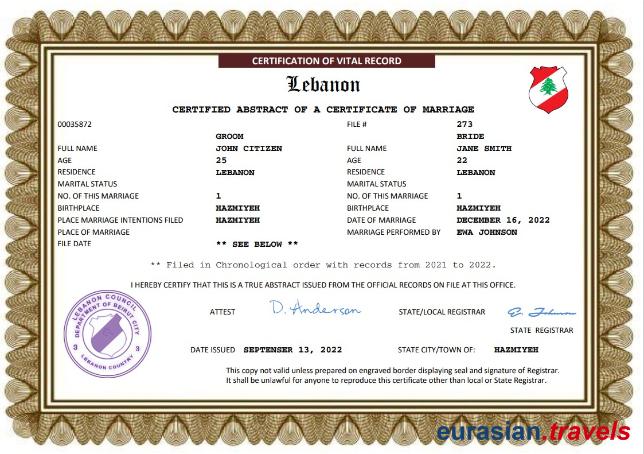 CERTIFICATION OF VITAL RECORD
Lebanon
CERTIFIED ABSTRACT OF A CERTIFICATE OF MARRIAGE
00035872 FILE # 273
GROOM BRIDE
FULL NAME JOHN CITIZEN FULL NAME JANE SMITH
AGE 25 AGE 22
RESIDENCE LEBANON RESIDENCE LEBANON
MARITAL STATUS MARITAL STATUS
NO. OF THIS MARRIAGE 1 NO. OF THIS MARRIAGE 1
BIRTHPLACE HAZMIYEH BIRTHPLACE HAZMIYEH
PLACE MARRIAGE INTENTIONS FILED HAZMIYEH DATE OF MARRIAGE DECEMBER 16, 2022
PLACE OF MARRIAGE MARRIAGE PERFORMED BY EWA JOHNSON
FILE DATE ** SEE BELOW **
** Filed in Chronological order with records from 2021 to 2022.
I HEREBY CERTIFY THAT THIS IS A TRUE ABSTRACT ISSUED FROM THE OFFICIAL RECORDS ON FILE AT THIS OFFICE.
ATTEST D. Anderson STATE/LOCAL REGISTRAR E. Johnson
STATE REGISTRAR
LEBANON COUNCIL
DEPARTMENT OF BEIRUT CITY
3 3
LEBANON COUNTRY
DATE ISSUED SEPTENSER 13, 2022 STATE CITY/TOWN OF: HAZMIYEH
This copy not valid unless prepared on engraved border displaying seal and signature of Registrar.
It shall be unlawful for anyone to reproduce this certificate other than local or State Registrar.
eurasian.travels